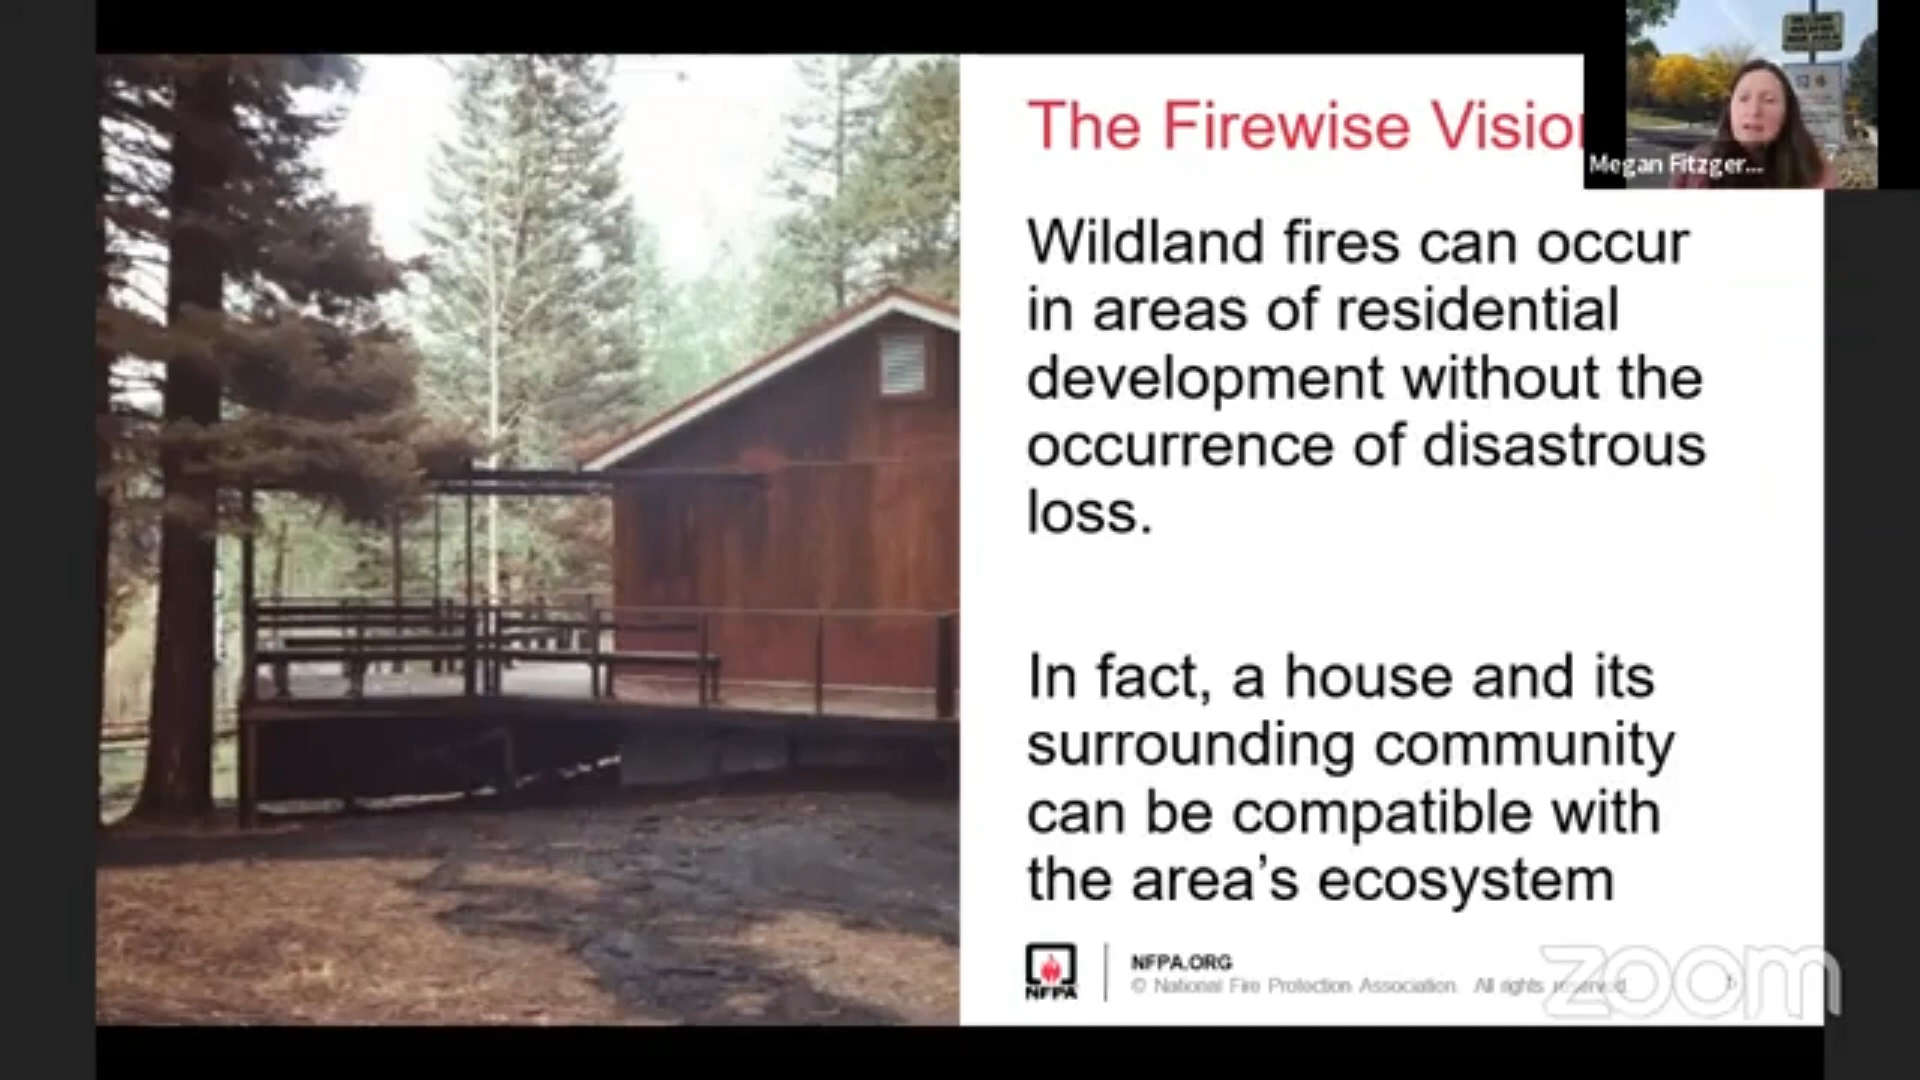 The Firewise Vision
Megan Fitzger...
Wildland fires can occur
in areas of residential
development without the
occurrence of disastrous
loss.
In fact, a house and its
surrounding community
can be compatible with
the area's ecosystem
NFPA
NFPA.ORG
© National Fire Protection Association. All rights reserved
zoom